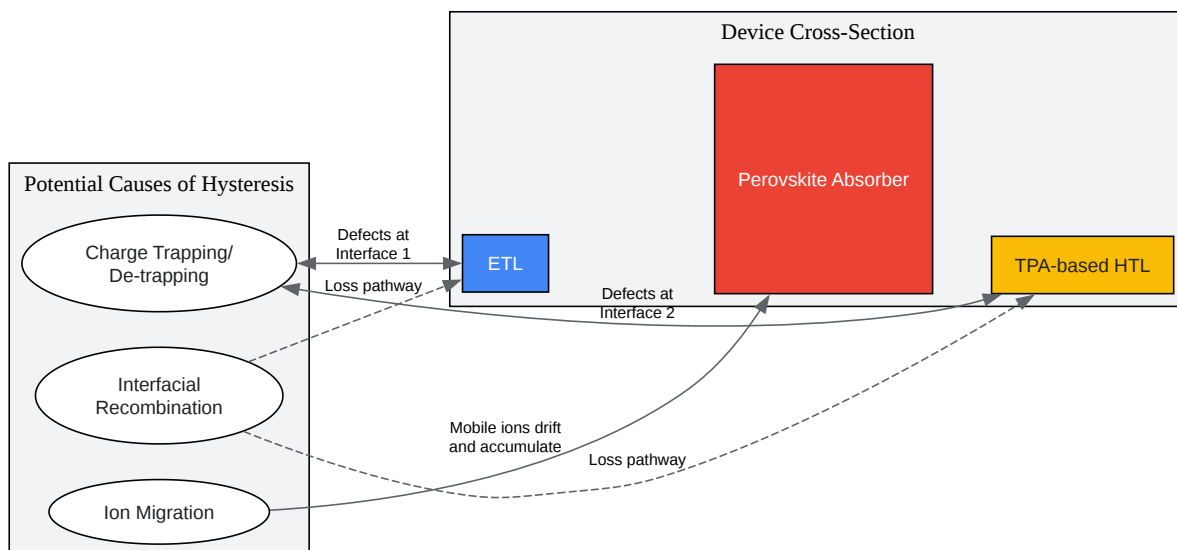 Device Cross-Section
Perovskite Absorber
ETL
TPA-based HTL
Potential Causes of Hysteresis
Charge Trapping/
De-trapping
Interfacial
Recombination
Ion Migration
Defects at
Interface 1
Loss pathway
Defects at
Interface 2
Mobile ions drift
and accumulate
Loss pathway